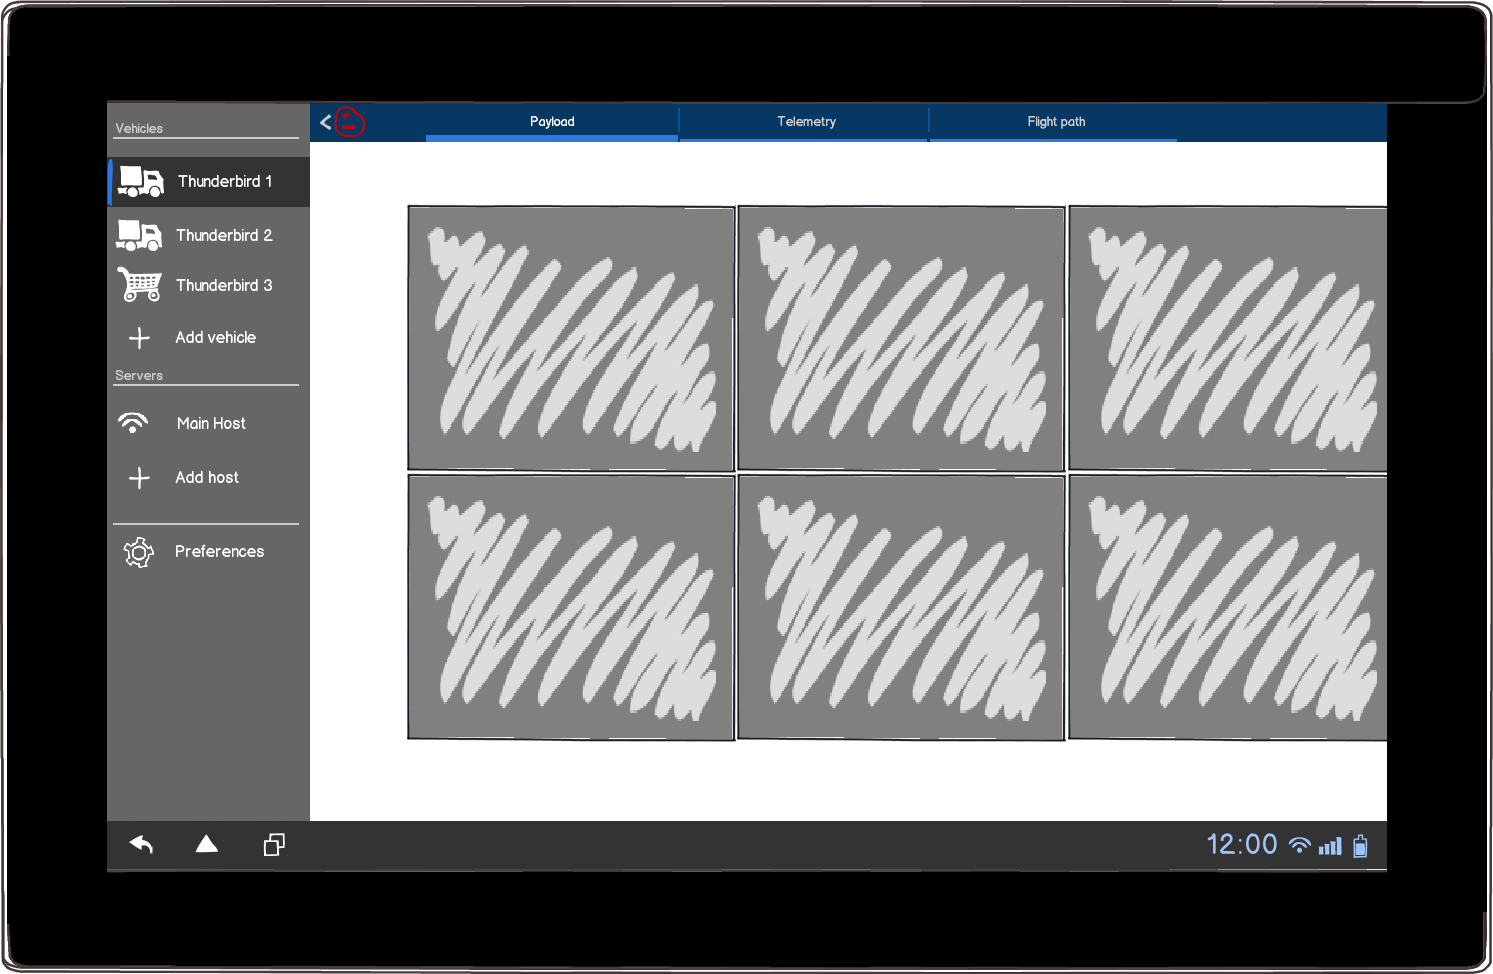 Vehicles
Thunderbird 1
Thunderbird 2
Thunderbird 3
Add vehicle
Servers
Main Host
Add host
Preferences
Payload
Telemetry
Flight path
12:00